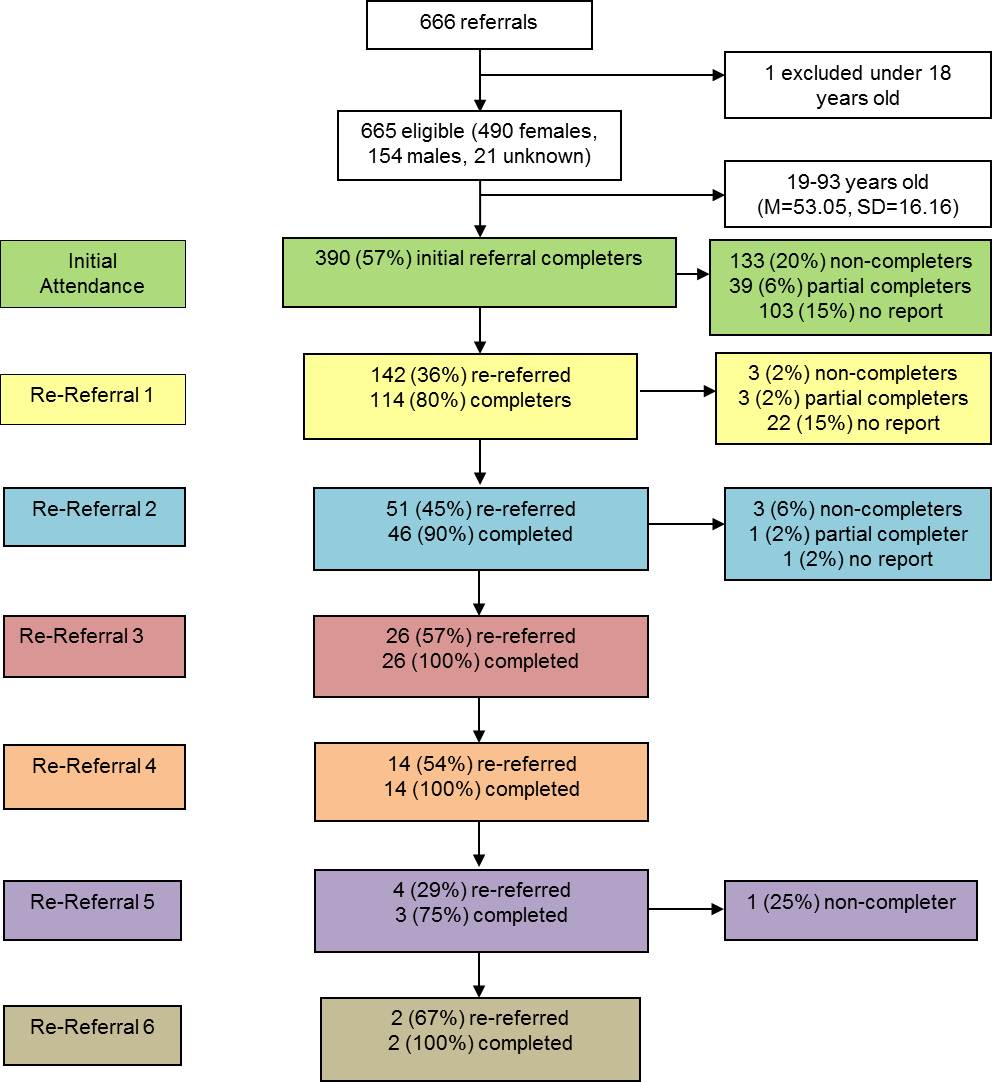 666 referrals
1 excluded under 18
years old
665 eligible (490 females,
154 males, 21 unknown)
19-93 years old
(M=53.05, SD=16.16)
Initial
Attendance
390 (57%) initial referral completers
133 (20%) non-completers
39 (6%) partial completers
103 (15%) no report
Re-Referral 1
142 (36%) re-referred
114 (80%) completers
3 (2%) non-completers
3 (2%) partial completers
22 (15%) no report
Re-Referral 2
51 (45%) re-referred
46 (90%) completed
3 (6%) non-completers
1 (2%) partial completer
1 (2%) no report
Re-Referral 3
26 (57%) re-referred
26 (100%) completed
Re-Referral 4
14 (54%) re-referred
14 (100%) completed
Re-Referral 5
4 (29%) re-referred
3 (75%) completed
1 (25%) non-completer
Re-Referral 6
2 (67%) re-referred
2 (100%) completed